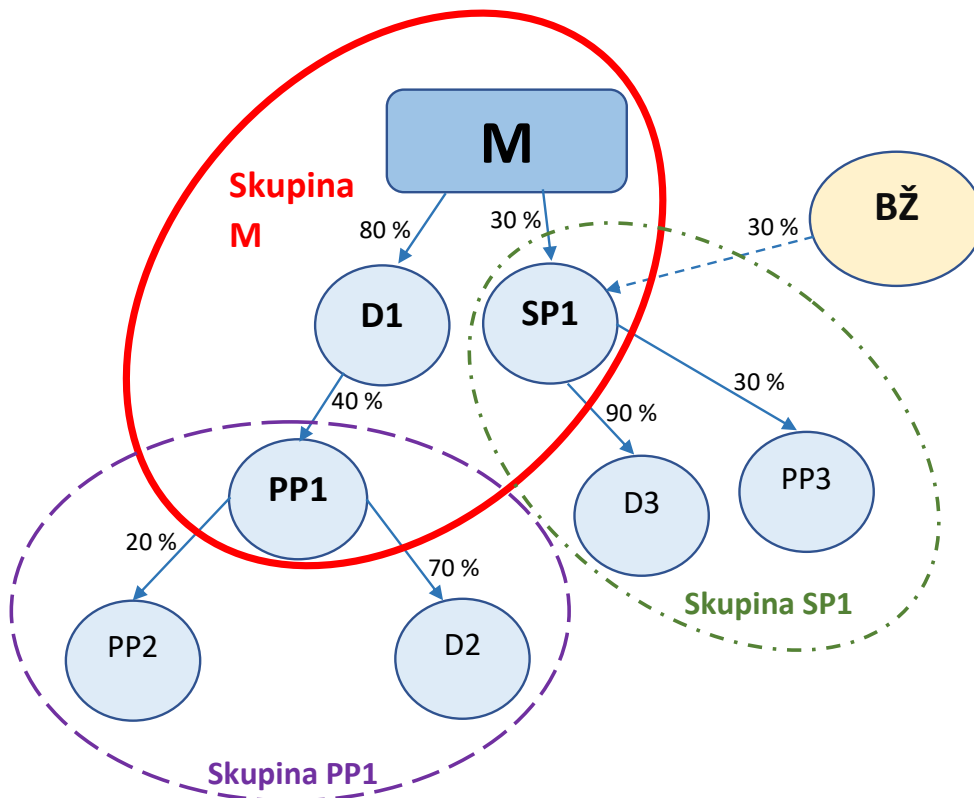 M
Skupina
M
BŽ
80 %
30 %
30 %
D1
SP1
40 %
30 %
90 %
PP1
D3
PP3
20 %
70 %
Skupina SP1
PP2
D2
Skupina PP1